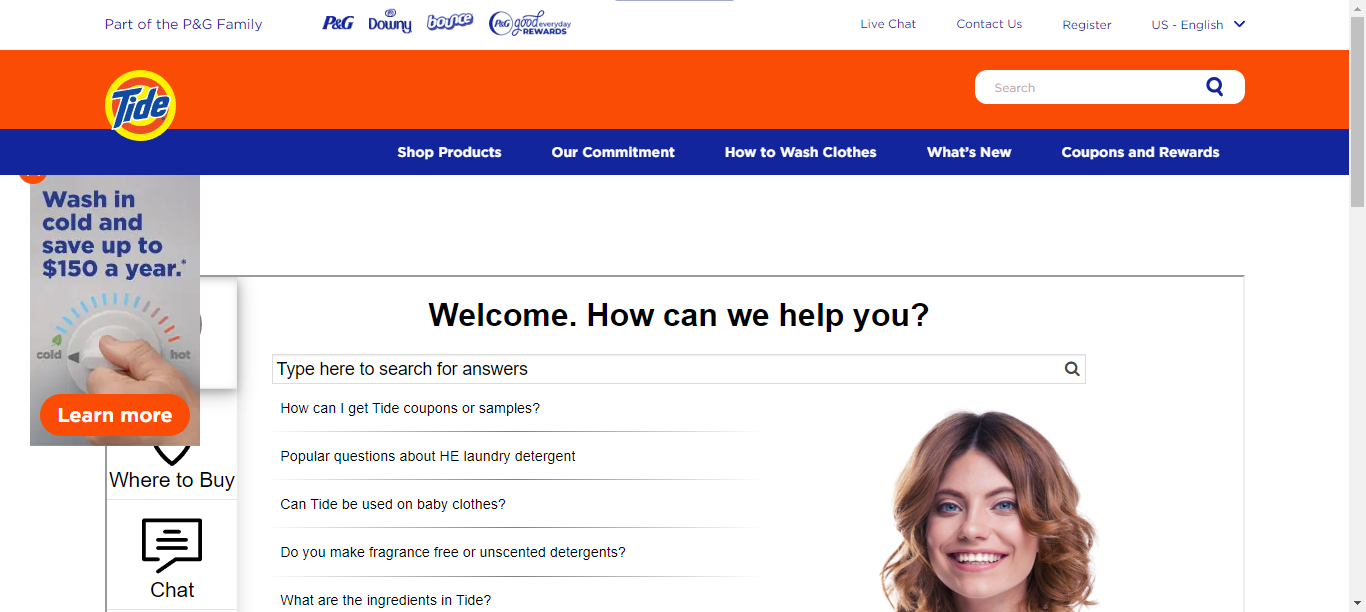 Part of the P&G Family
P&G
Downy
bounce
P&G good everyday
REWARDS
Live Chat
Contact Us
Register
US - English
Tide
Search
Shop Products
Our Commitment
How to Wash Clothes
What's New
Coupons and Rewards
Wash in
cold and
save up to
$150 a year.*
cold
hot
Learn more
Where to Buy
Chat
Welcome. How can we help you?
Type here to search for answers
How can I get Tide coupons or samples?
Popular questions about HE laundry detergent
Can Tide be used on baby clothes?
Do you make fragrance free or unscented detergents?
What are the ingredients in Tide?